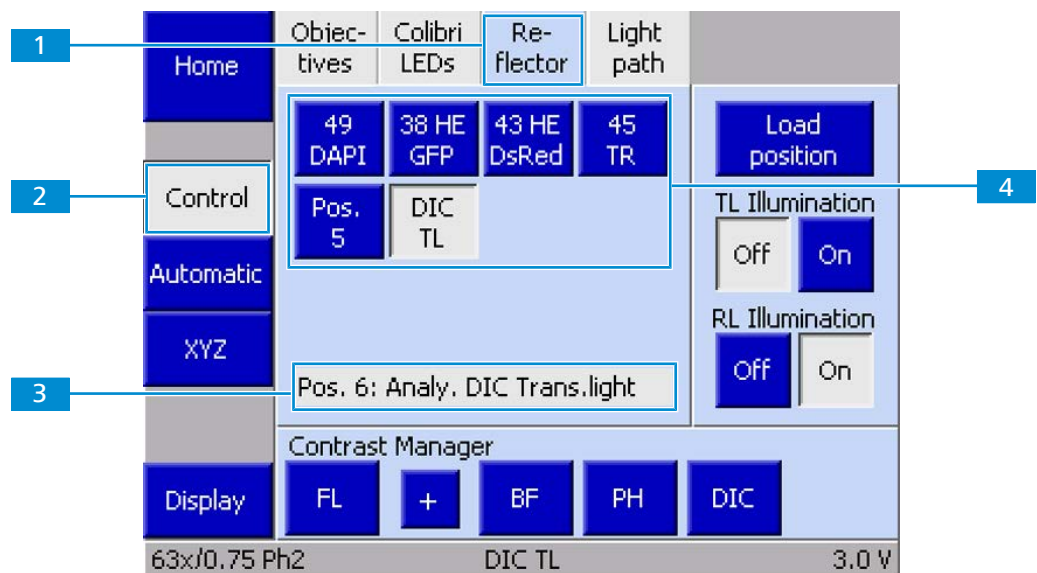 1
2
3
4
Home
Control
Automatic
XYZ
Display
Objec-
tives
Colibri
LEDs
Re-
flector
Light
path
49
DAPI
38 HE
GFP
43 HE
DsRed
45
TR
Pos.
5
DIC
TL
Pos. 6: Analy. DIC Trans.light
Load
position
TL Illumination
Off
On
RL Illumination
Off
On
Contrast Manager
FL
+
BF
PH
DIC
63x/0.75 Ph2
DIC TL
3.0 V